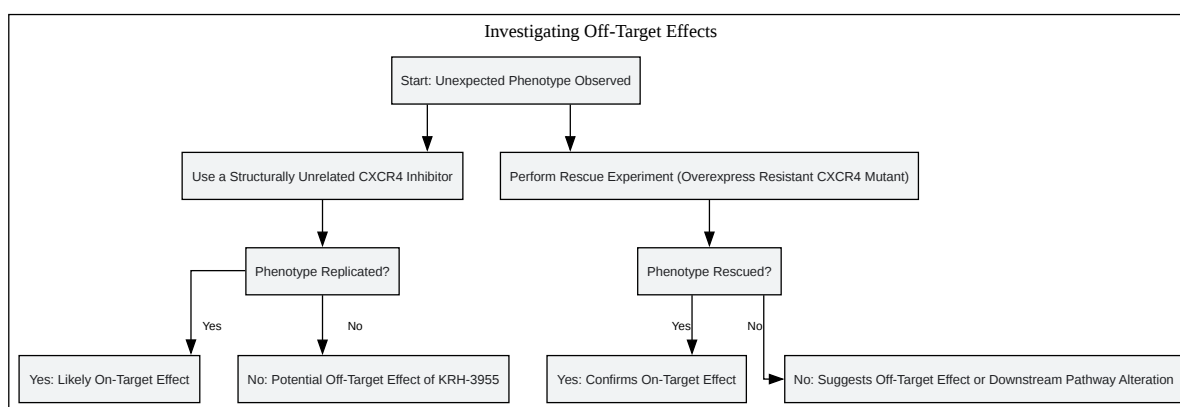 Investigating Off-Target Effects
Start: Unexpected Phenotype Observed
Use a Structurally Unrelated CXCR4 Inhibitor
Perform Rescue Experiment (Overexpress Resistant CXCR4 Mutant)
Phenotype Replicated?
Phenotype Rescued?
Yes
No
Yes
No
Yes: Likely On-Target Effect
No: Potential Off-Target Effect of KRH-3955
Yes: Confirms On-Target Effect
No: Suggests Off-Target Effect or Downstream Pathway Alteration